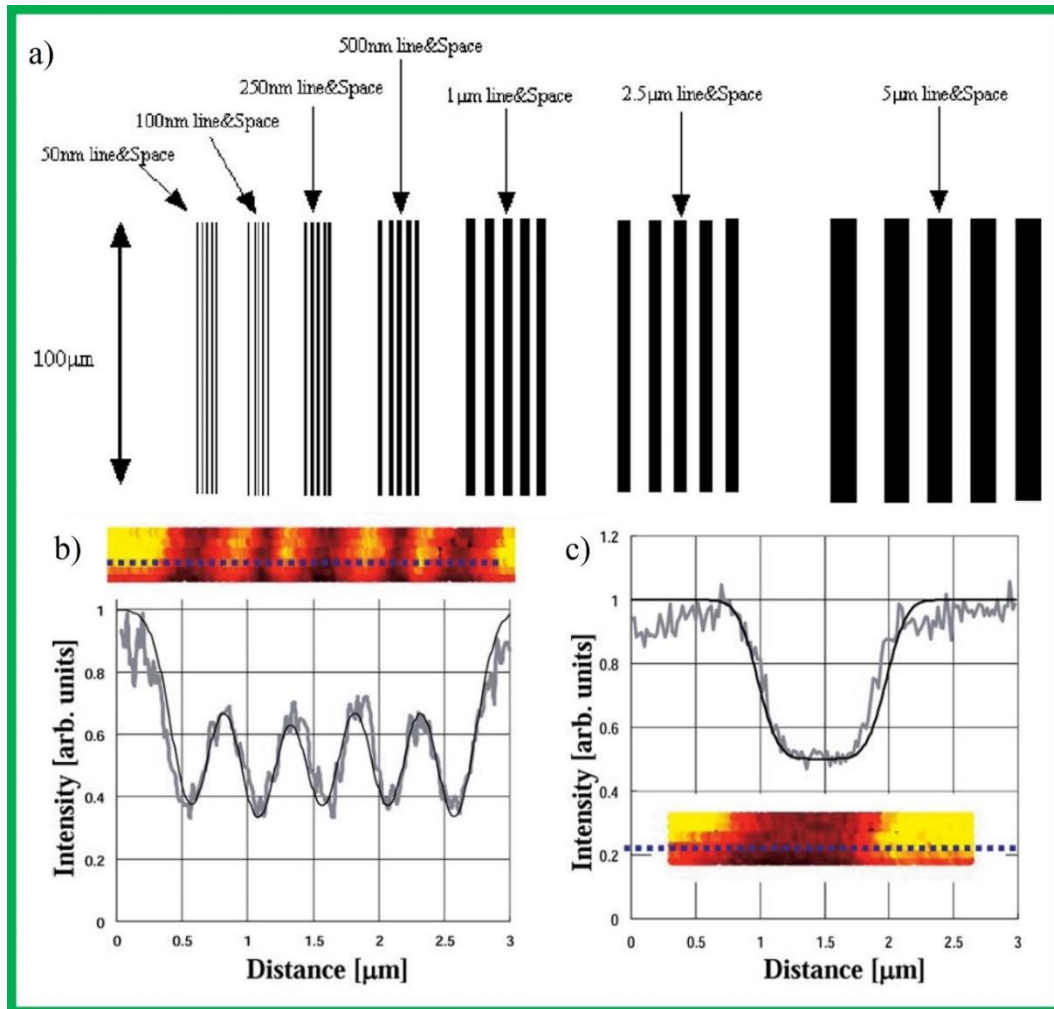 a)
500nm line&Space
250nm line&Space
1µm line&Space
2.5µm line&Space
5µm line&Space
100nm line&Space
50nm line&Space
100µm
b)
Intensity [arb. units]
1
0.8
0.6
0.4
0.2
0
0 0.5 1 1.5 2 2.5 3
Distance [µm]
c)
Intensity [arb. units]
1.2
1
0.8
0.6
0.4
0.2
0
0 0.5 1 1.5 2 2.5 3
Distance [µm]